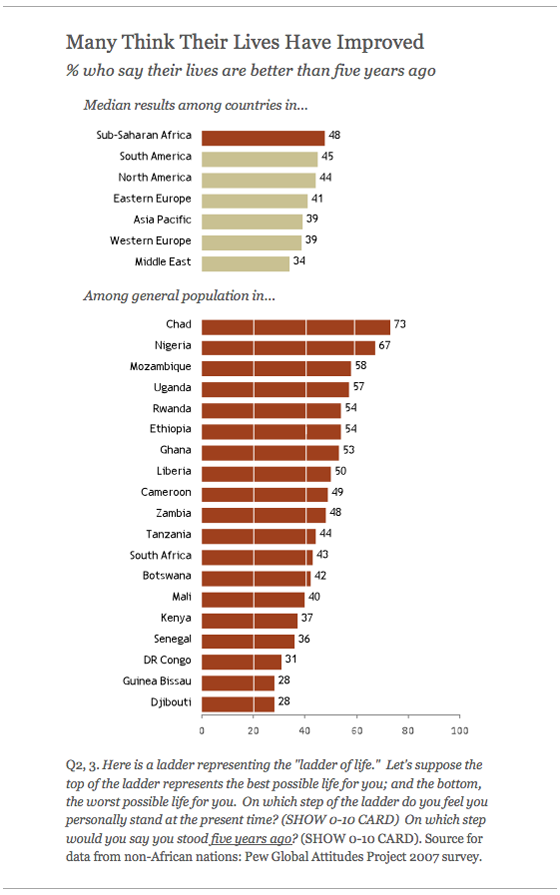 Many Think Their Lives Have Improved
% who say their lives are better than five years ago
Median results among countries in...
Sub-Saharan Africa 48
South America 45
North America 44
Eastern Europe 41
Asia Pacific 39
Western Europe 39
Middle East 34
Among general population in...
Chad 73
Nigeria 67
Mozambique 58
Uganda 57
Rwanda 54
Ethiopia 54
Ghana 53
Liberia 50
Cameroon 49
Zambia 48
Tanzania 44
South Africa 43
Botswana 42
Mali 40
Kenya 37
Senegal 36
DR Congo 31
Guinea Bissau 28
Djibouti 28
0 20 40 60 80 100
Q2, 3. Here is a ladder representing the "ladder of life." Let's suppose the
top of the ladder represents the best possible life for you; and the bottom,
the worst possible life for you. On which step of the ladder do you feel you
personally stand at the present time? (SHOW 0-10 CARD) On which step
would you say you stood five years ago? (SHOW 0-10 CARD). Source for
data from non-African nations: Pew Global Attitudes Project 2007 survey.